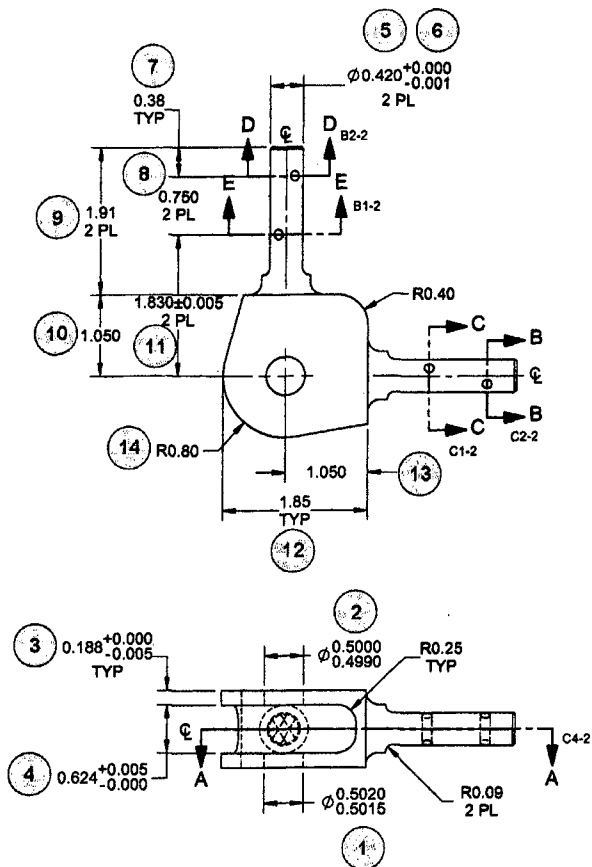 5 6
7
Ø0.420+0.000
-0.001
2 PL
0.38
TYP
D ℄ D B2-2
8
0.750
2 PL
E E B1-2
9 1.91
2 PL
1.830±0.005
2 PL
R0.40
10 1.050
11
C B
℄
14 R0.80
C B
C1-2 C2-2
1.050 13
1.85
TYP
12
2
3 0.188+0.000
-0.005
TYP
Ø0.5000
0.4990
R0.25
TYP
℄
C4-2
A A
4 0.624+0.005
-0.000
Ø0.5020
0.5015
R0.09
2 PL
1